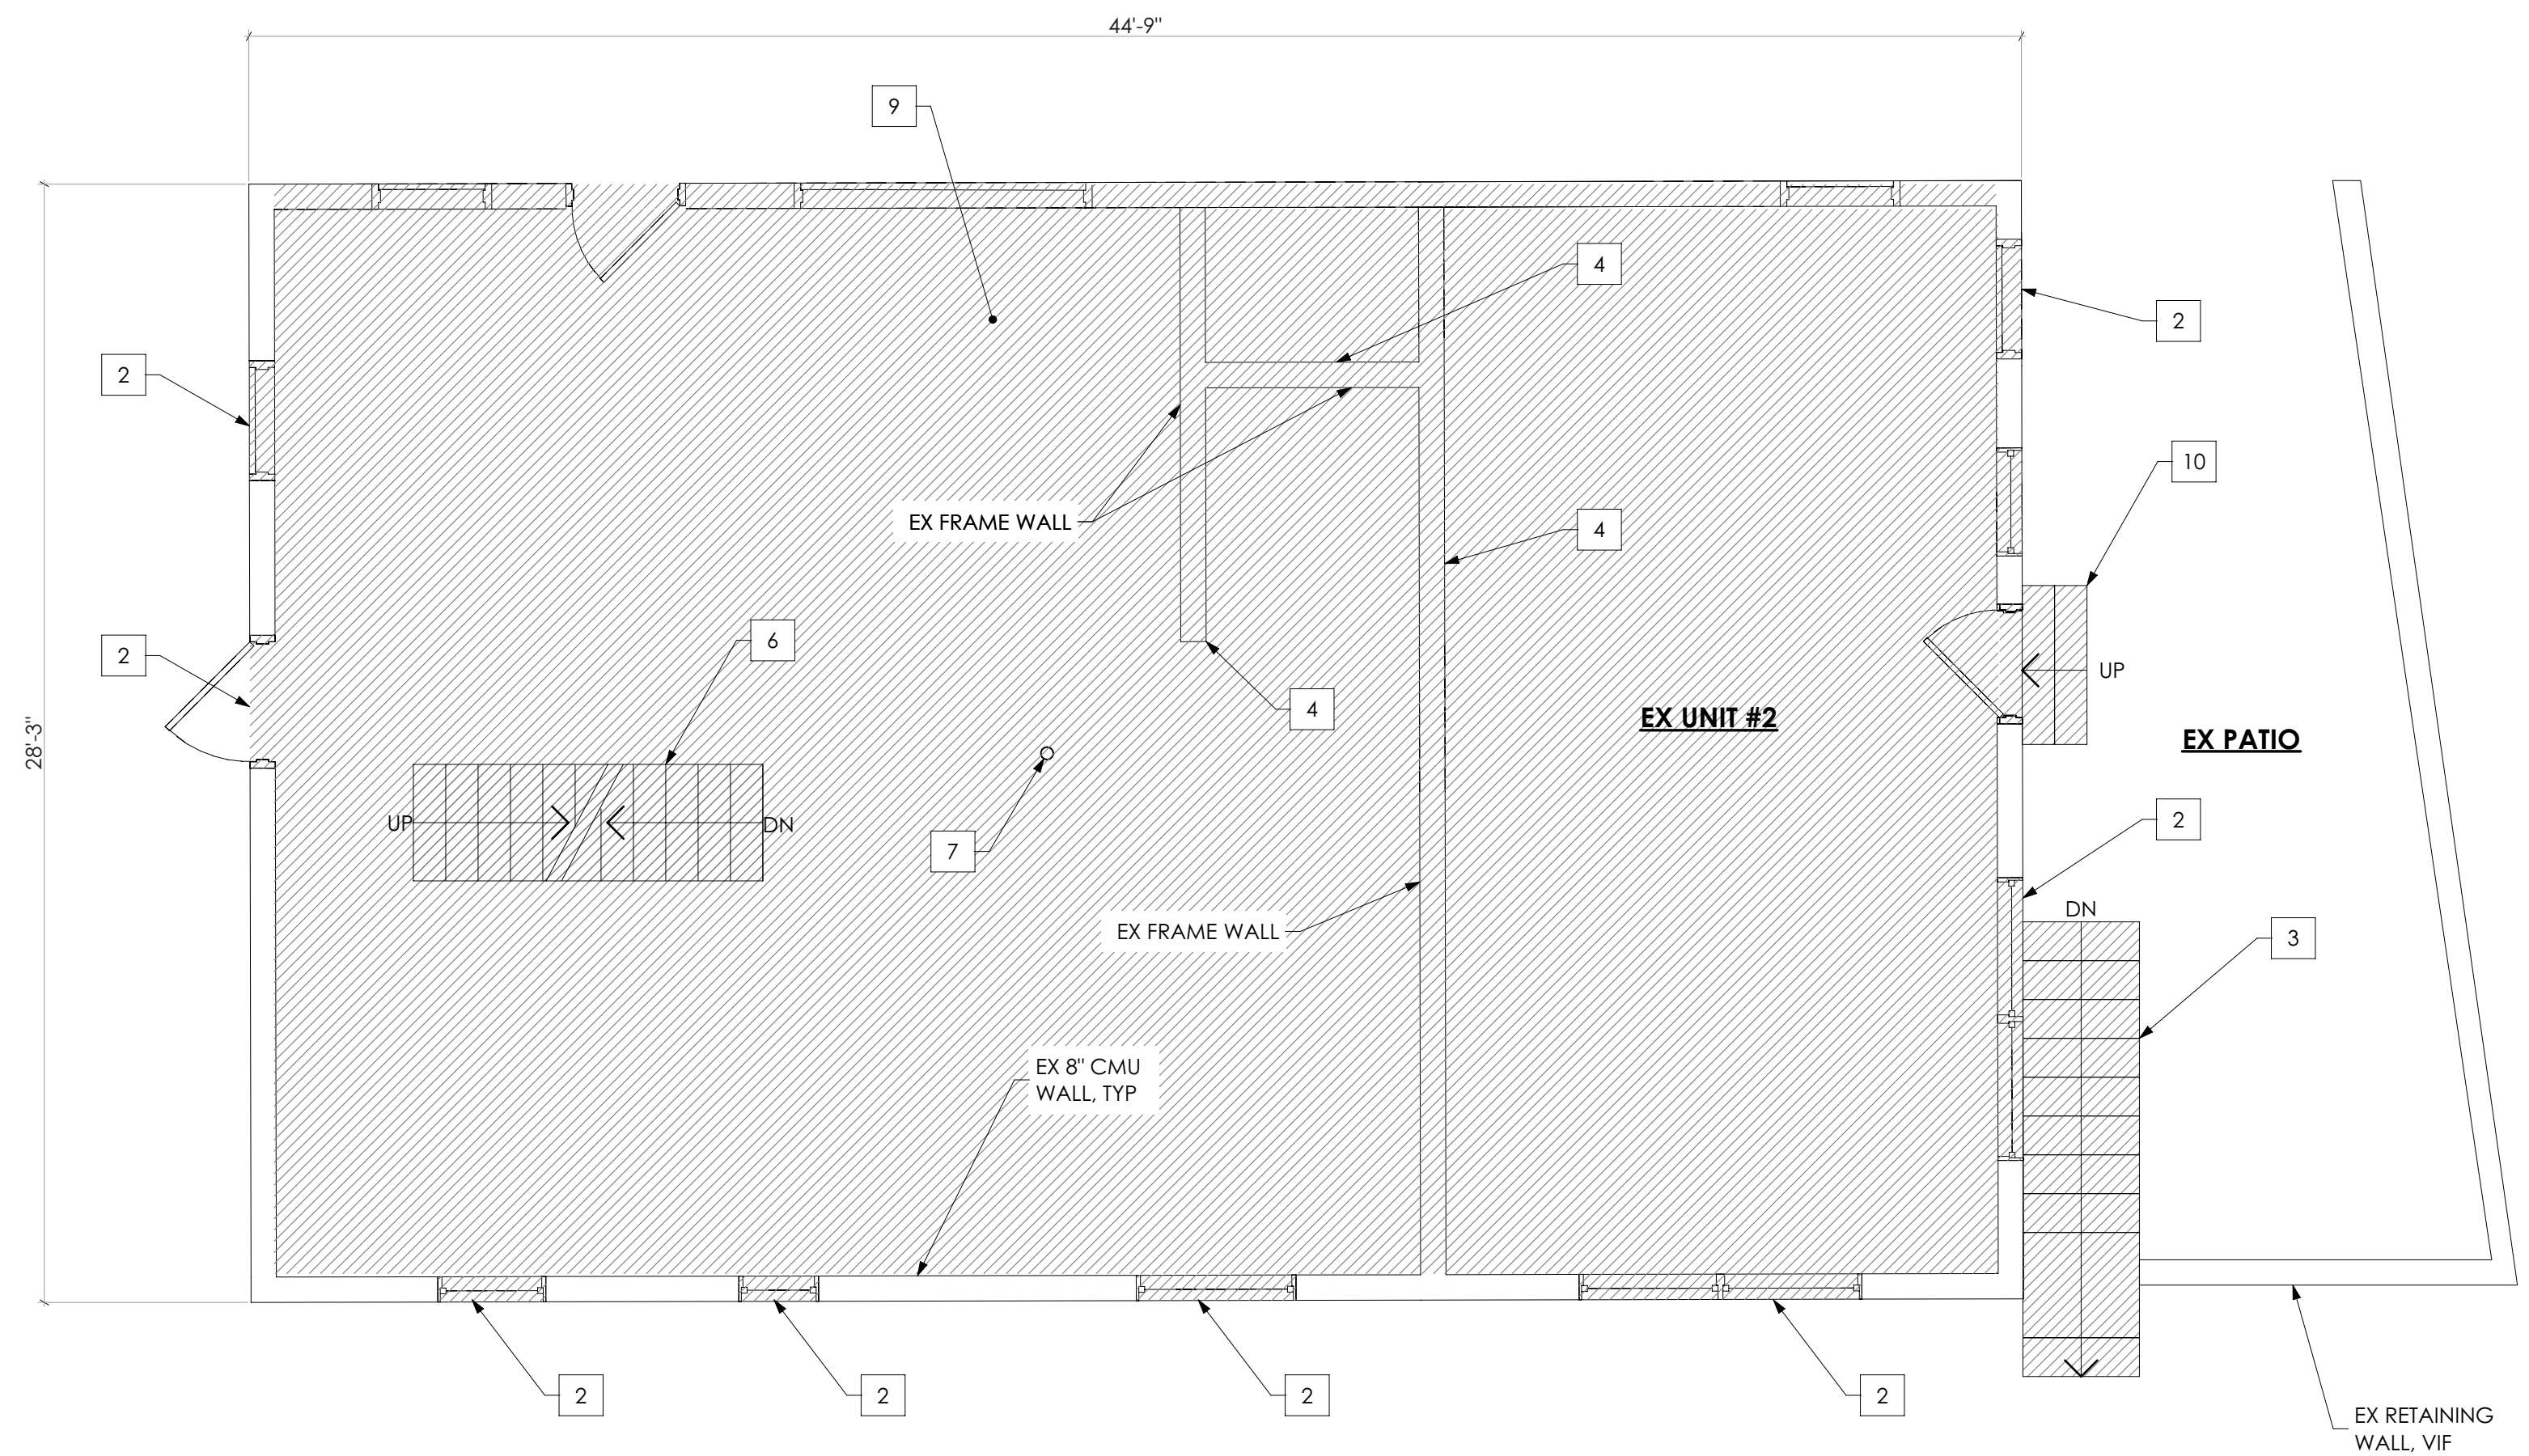 44'-9"
9
4
2
2
10
EX FRAME WALL
4
2
6
4
EX UNIT #2
UP
EX PATIO
28'-3"
UP
DN
7
2
DN
EX FRAME WALL
3
EX 8" CMU
WALL, TYP
2
2
2
2
EX RETAINING
WALL, VIF